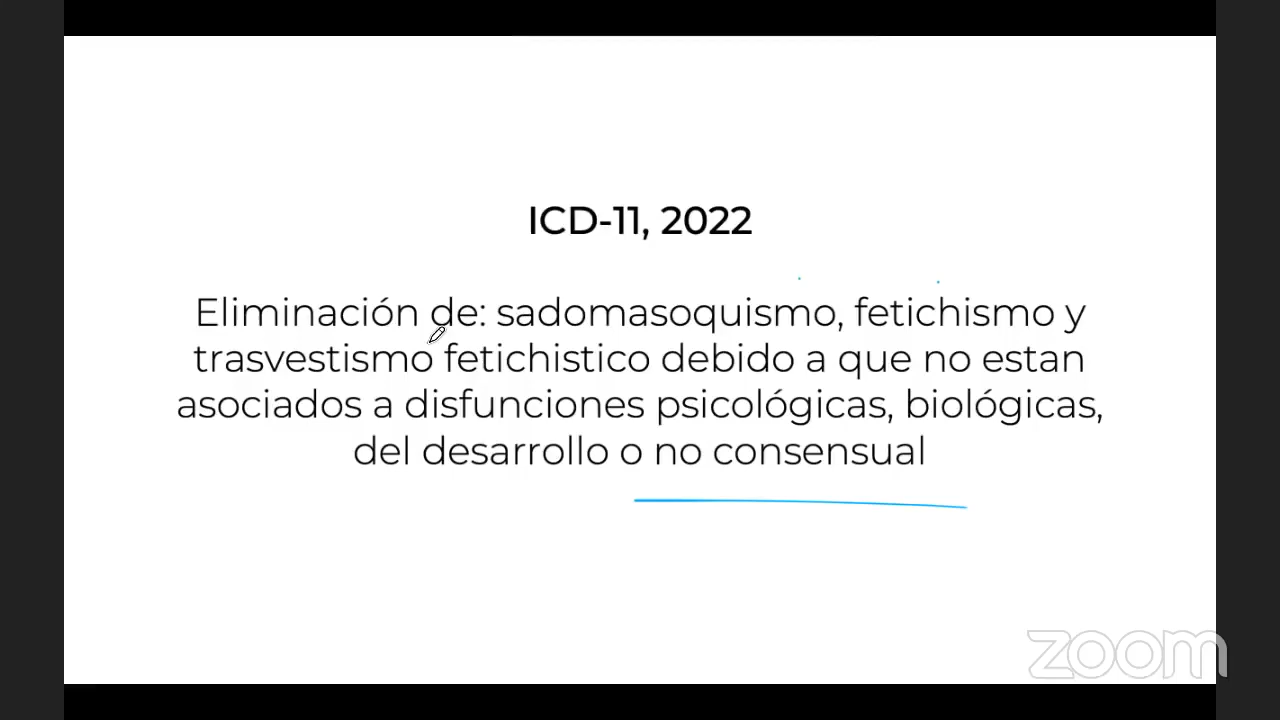 ICD-11, 2022
Eliminación de: sadomasoquismo, fetichismo y
trasvestismo fetichistico debido a que no estan
asociados a disfunciones psicológicas, biológicas,
del desarrollo o no consensual
zoom